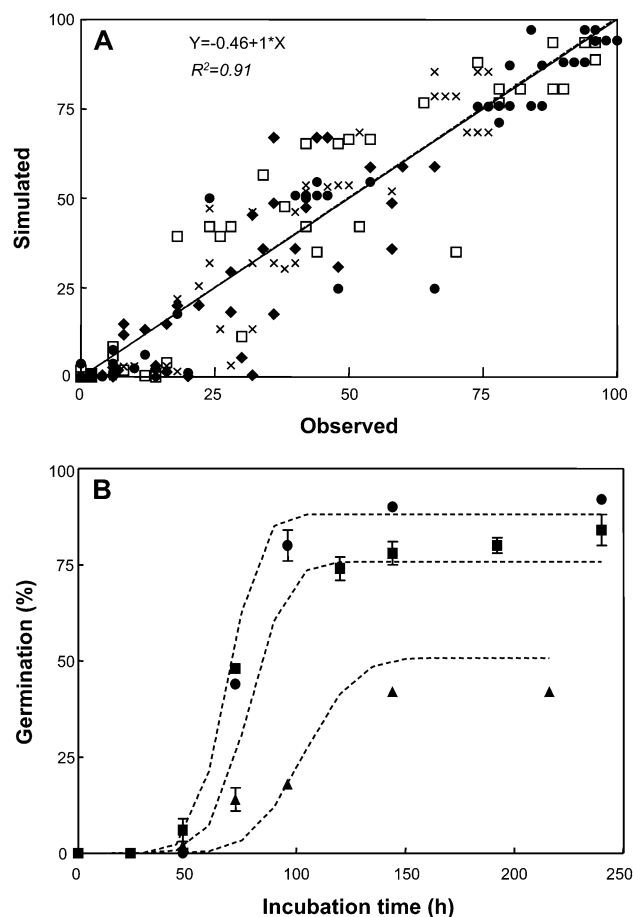 A
Y=-0.46+1*X
R²=0.91
100
75
50
25
0
Simulated
0 25 50 75 100
Observed
B
100
75
50
25
0
Germination (%)
0 50 100 150 200 250
Incubation time (h)